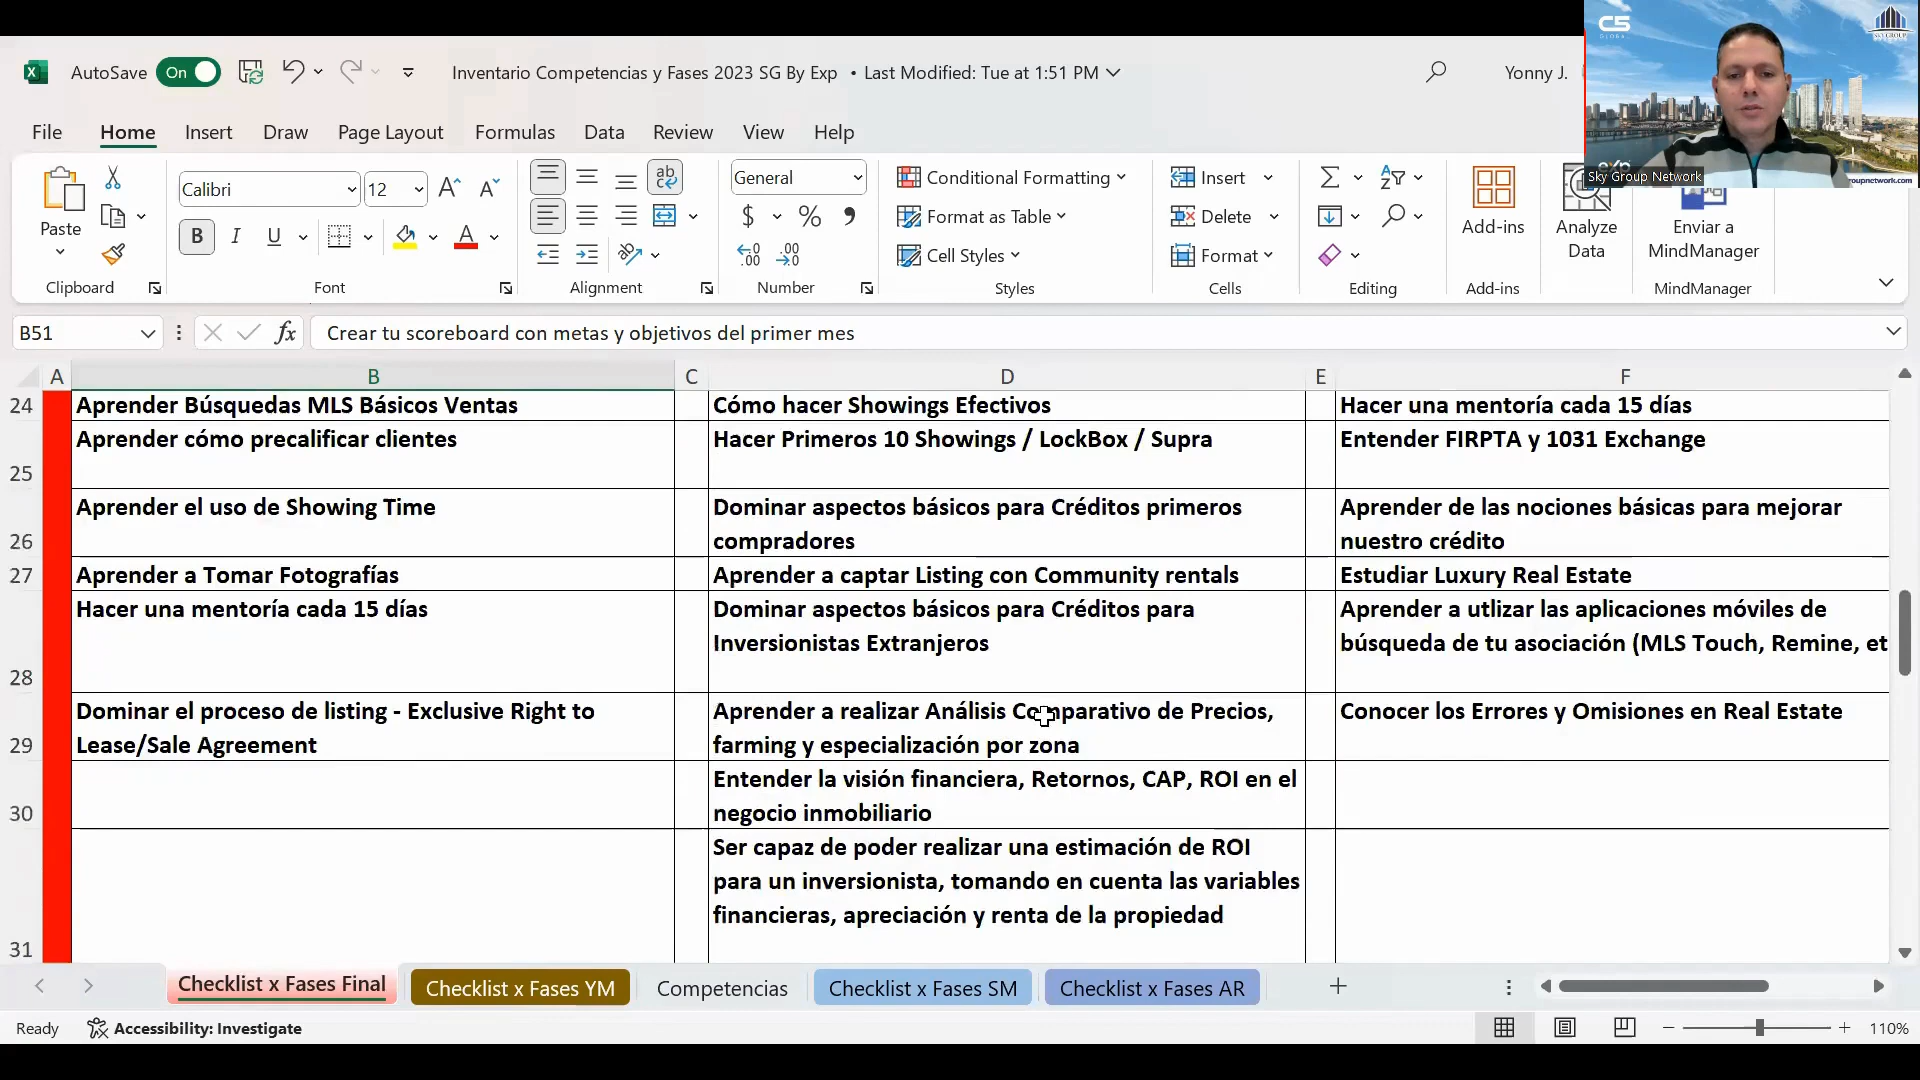 AutoSave On
Inventario Competencias y Fases 2023 SG By Exp • Last Modified: Tue at 1:51 PM
Yonny J.
C5
GLOBAL
SKY GROUP
exp
Sky Group Network
roupnetwork.com
File Home Insert Draw Page Layout Formulas Data Review View Help
Paste
Clipboard
Calibri 12
B I U A
Font
ab
Alignment
General
$ %
Number
Conditional Formatting
Format as Table
Cell Styles
Styles
Insert
Delete
Format
Cells
Editing
Add-ins
Add-ins
Analyze
Data
Enviar a
MindManager
MindManager
B51 fx Crear tu scoreboard con metas y objetivos del primer mes
A B C D E F
24 Aprender Búsquedas MLS Básicos Ventas Cómo hacer Showings Efectivos Hacer una mentoría cada 15 días
25 Aprender cómo precalificar clientes Hacer Primeros 10 Showings / LockBox / Supra Entender FIRPTA y 1031 Exchange
26 Aprender el uso de Showing Time Dominar aspectos básicos para Créditos primeros Aprender de las nociones básicas para mejorar
compradores nuestro crédito
27 Aprender a Tomar Fotografías Aprender a captar Listing con Community rentals Estudiar Luxury Real Estate
28 Hacer una mentoría cada 15 días Dominar aspectos básicos para Créditos para Aprender a utlizar las aplicaciones móviles de
Inversionistas Extranjeros búsqueda de tu asociación (MLS Touch, Remine, et
29 Dominar el proceso de listing - Exclusive Right to Aprender a realizar Análisis Comparativo de Precios, Conocer los Errores y Omisiones en Real Estate
Lease/Sale Agreement farming y especialización por zona
30 Entender la visión financiera, Retornos, CAP, ROI en el
negocio inmobiliario
31 Ser capaz de poder realizar una estimación de ROI
para un inversionista, tomando en cuenta las variables
financieras, apreciación y renta de la propiedad
Checklist x Fases Final Checklist x Fases YM Competencias Checklist x Fases SM Checklist x Fases AR
Ready Accessibility: Investigate 110%